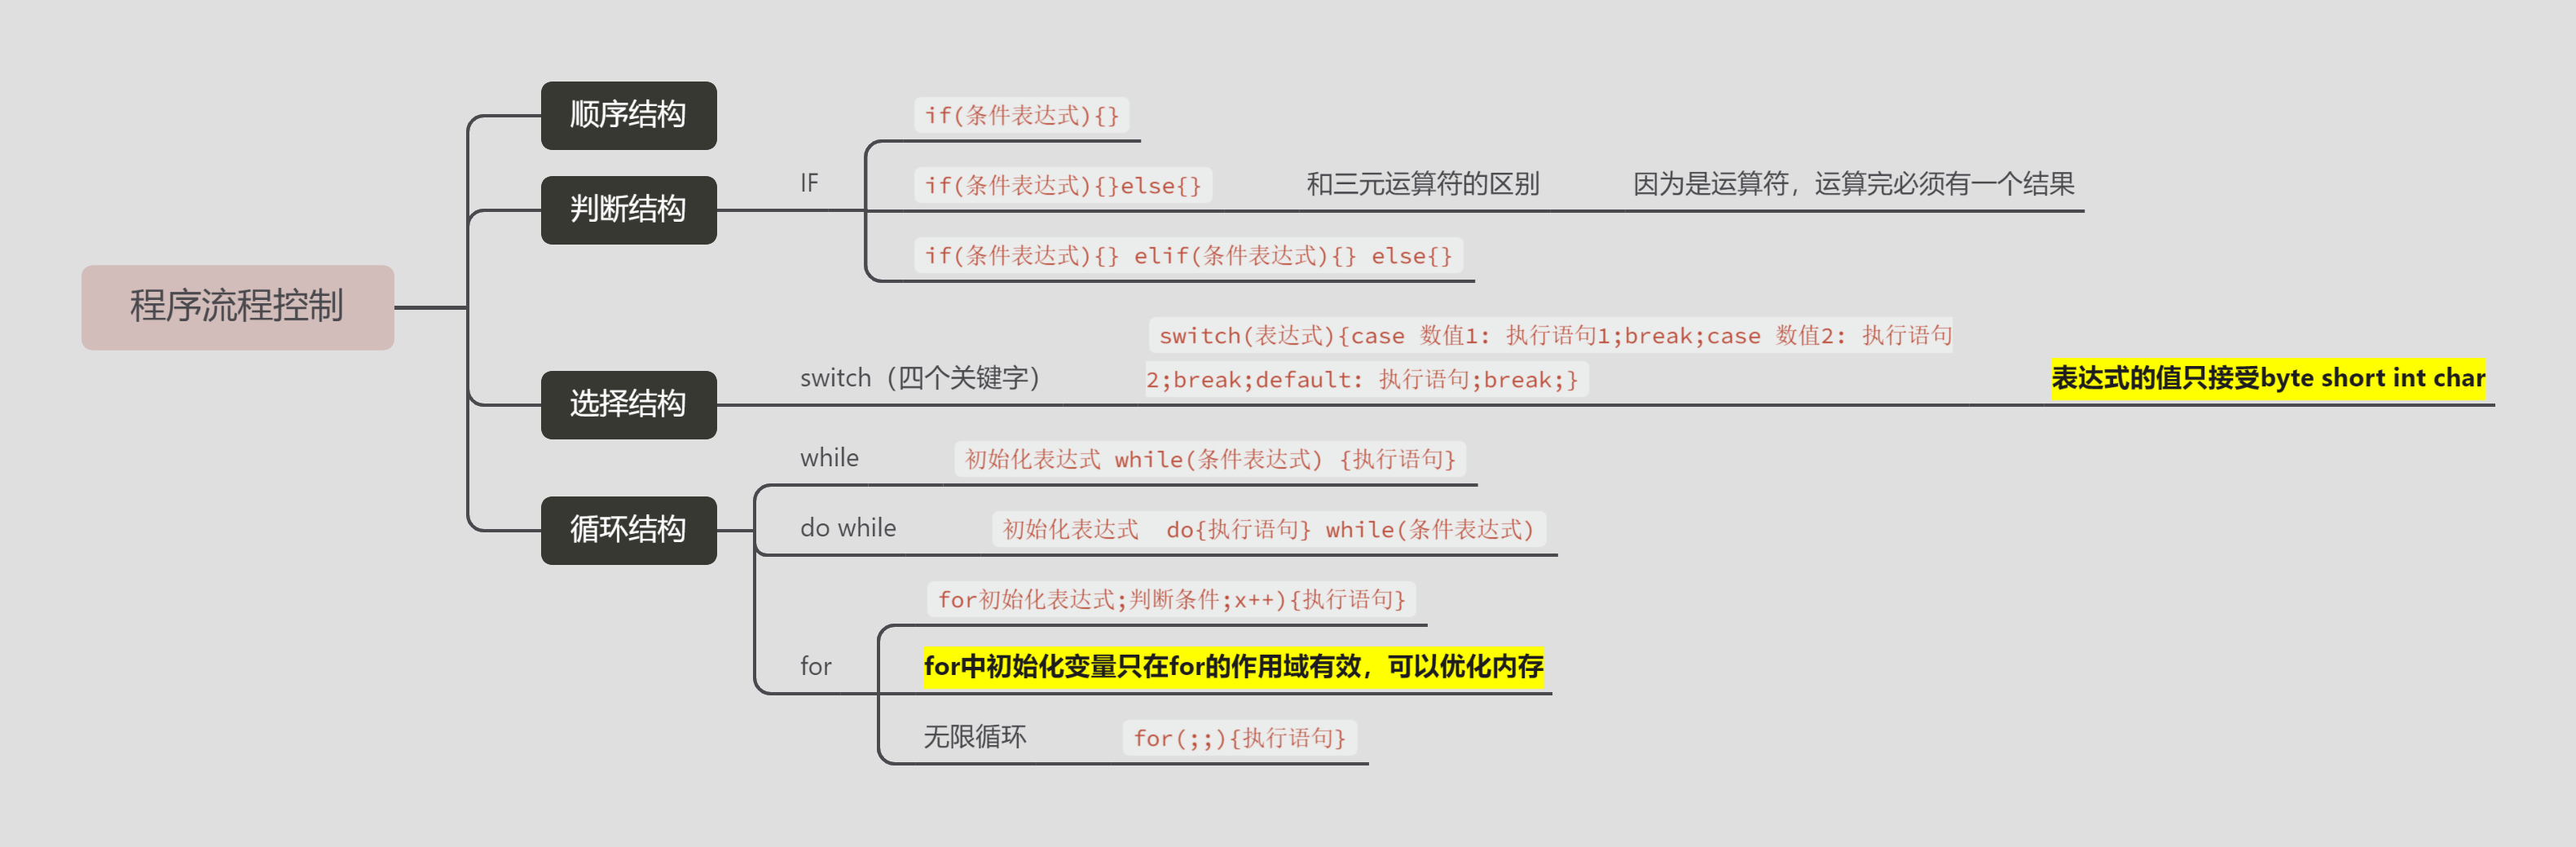 程序流程控制
顺序结构
判断结构
IF
if(条件表达式){}
if(条件表达式){}else{}
和三元运算符的区别
因为是运算符，运算完必须有一个结果
if(条件表达式){} elif(条件表达式){} else{}
选择结构
switch（四个关键字）
switch(表达式){case 数值1: 执行语句1;break;case 数值2: 执行语句
2;break;default: 执行语句;break;}
表达式的值只接受byte short int char
循环结构
while
初始化表达式 while(条件表达式) {执行语句}
do while
初始化表达式  do{执行语句} while(条件表达式)
for
for初始化表达式;判断条件;x++){执行语句}
for中初始化变量只在for的作用域有效，可以优化内存
无限循环
for(;;){执行语句}